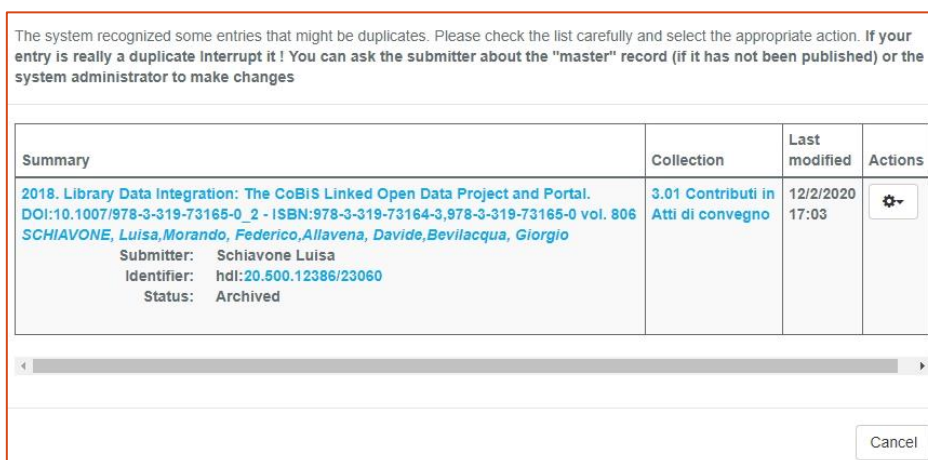 The system recognized some entries that might be duplicates. Please check the list carefully and select the appropriate action. If your
entry is really a duplicate Interrupt it ! You can ask the submitter about the "master" record (if it has not been published) or the
system administrator to make changes
Summary
Collection
Last
modified
Actions
2018. Library Data Integration: The CoBiS Linked Open Data Project and Portal.
DOI:10.1007/978-3-319-73165-0_2 - ISBN:978-3-319-73164-3,978-3-319-73165-0 vol. 806
SCHIAVONE, Luisa,Morando, Federico,Allavena, Davide,Bevilacqua, Giorgio
Submitter: Schiavone Luisa
Identifier: hdl:20.500.12386/23060
Status: Archived
3.01 Contributi in
Atti di convegno
12/2/2020
17:03
Cancel